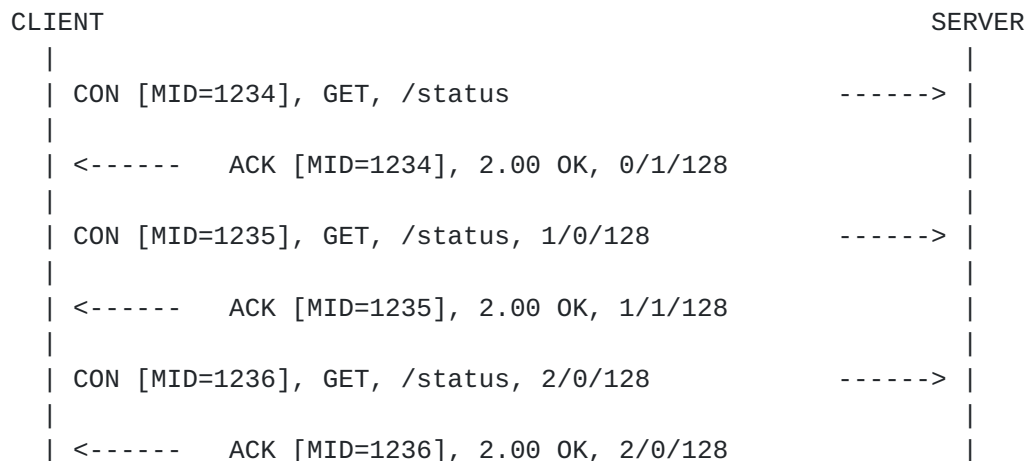 CLIENT                                                     SERVER
  |                                                          |
  | CON [MID=1234], GET, /status                     ------> |
  |                                                          |
  | <------   ACK [MID=1234], 2.00 OK, 0/1/128               |
  |                                                          |
  | CON [MID=1235], GET, /status, 1/0/128            ------> |
  |                                                          |
  | <------   ACK [MID=1235], 2.00 OK, 1/1/128               |
  |                                                          |
  | CON [MID=1236], GET, /status, 2/0/128            ------> |
  |                                                          |
  | <------   ACK [MID=1236], 2.00 OK, 2/0/128               |